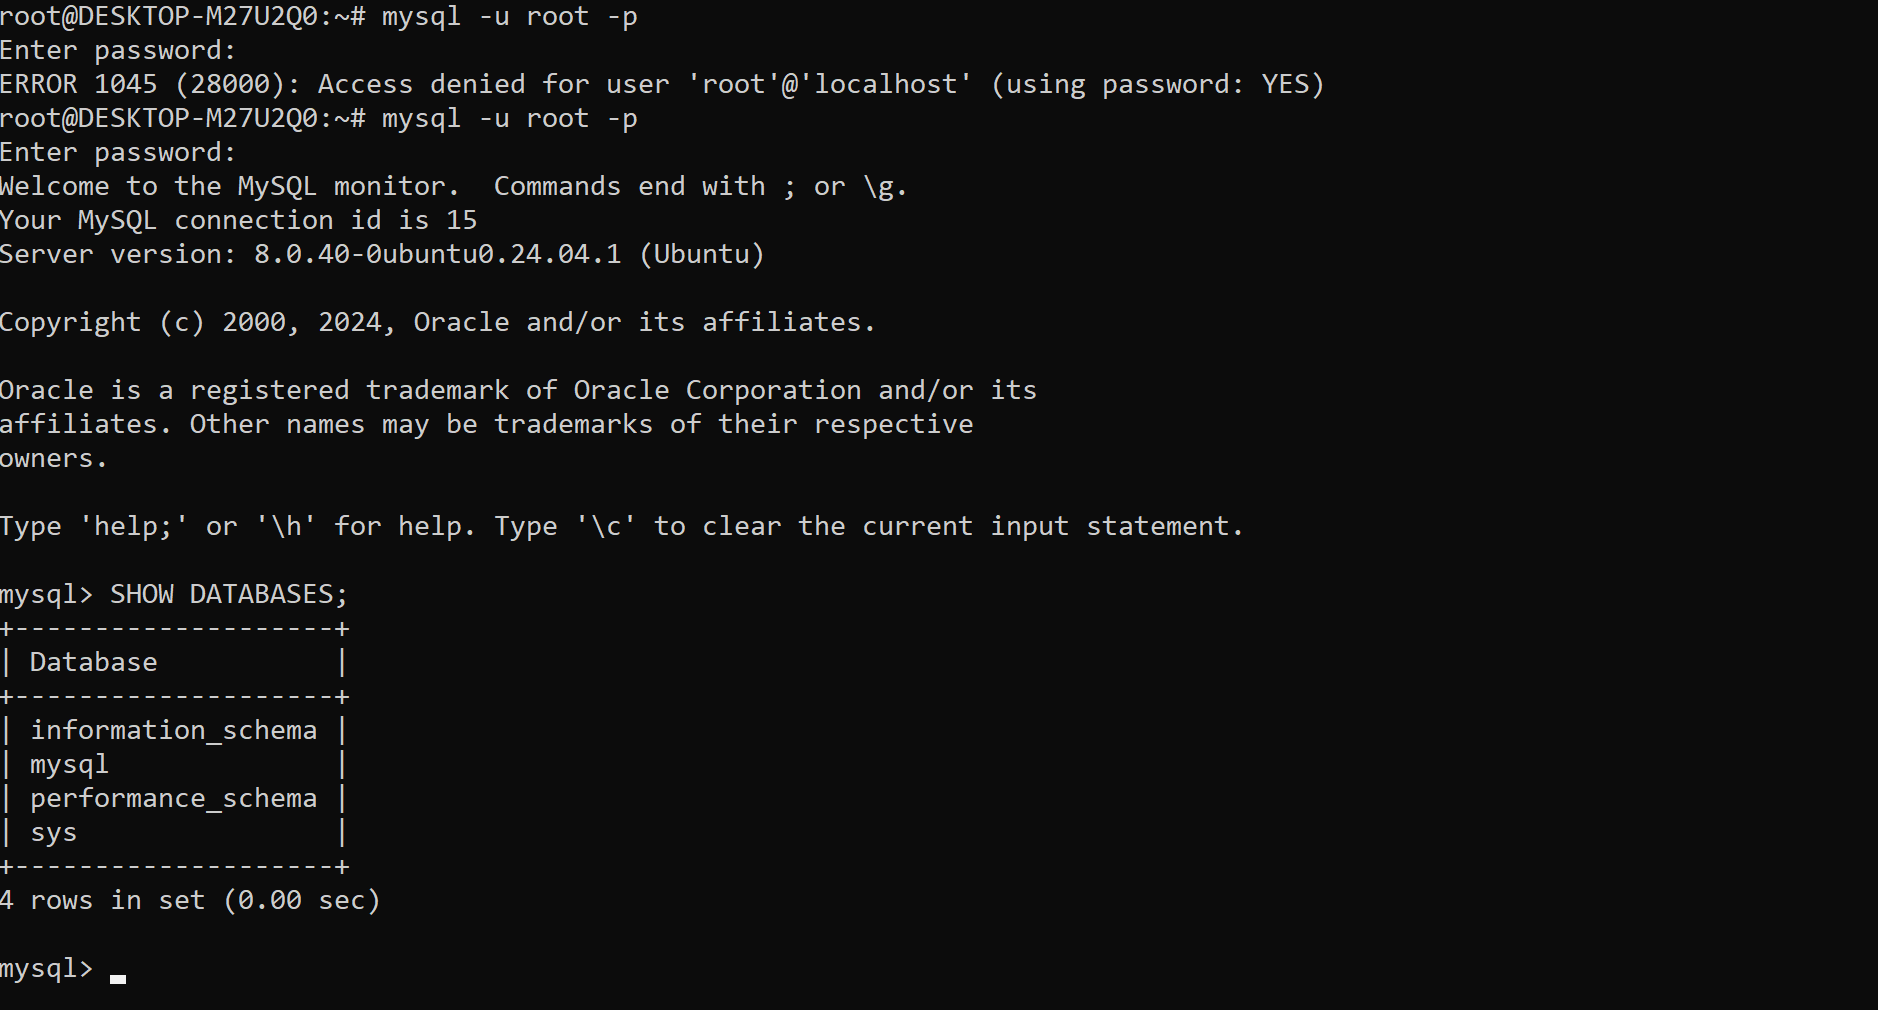 root@DESKTOP-M27U2Q0:~# mysql -u root -p
Enter password:
ERROR 1045 (28000): Access denied for user 'root'@'localhost' (using password: YES)
root@DESKTOP-M27U2Q0:~# mysql -u root -p
Enter password:
Welcome to the MySQL monitor.  Commands end with ; or \g.
Your MySQL connection id is 15
Server version: 8.0.40-0ubuntu0.24.04.1 (Ubuntu)

Copyright (c) 2000, 2024, Oracle and/or its affiliates.

Oracle is a registered trademark of Oracle Corporation and/or its
affiliates. Other names may be trademarks of their respective
owners.

Type 'help;' or '\h' for help. Type '\c' to clear the current input statement.

mysql> SHOW DATABASES;
+--------------------+
| Database           |
+--------------------+
| information_schema |
| mysql              |
| performance_schema |
| sys                |
+--------------------+
4 rows in set (0.00 sec)

mysql>